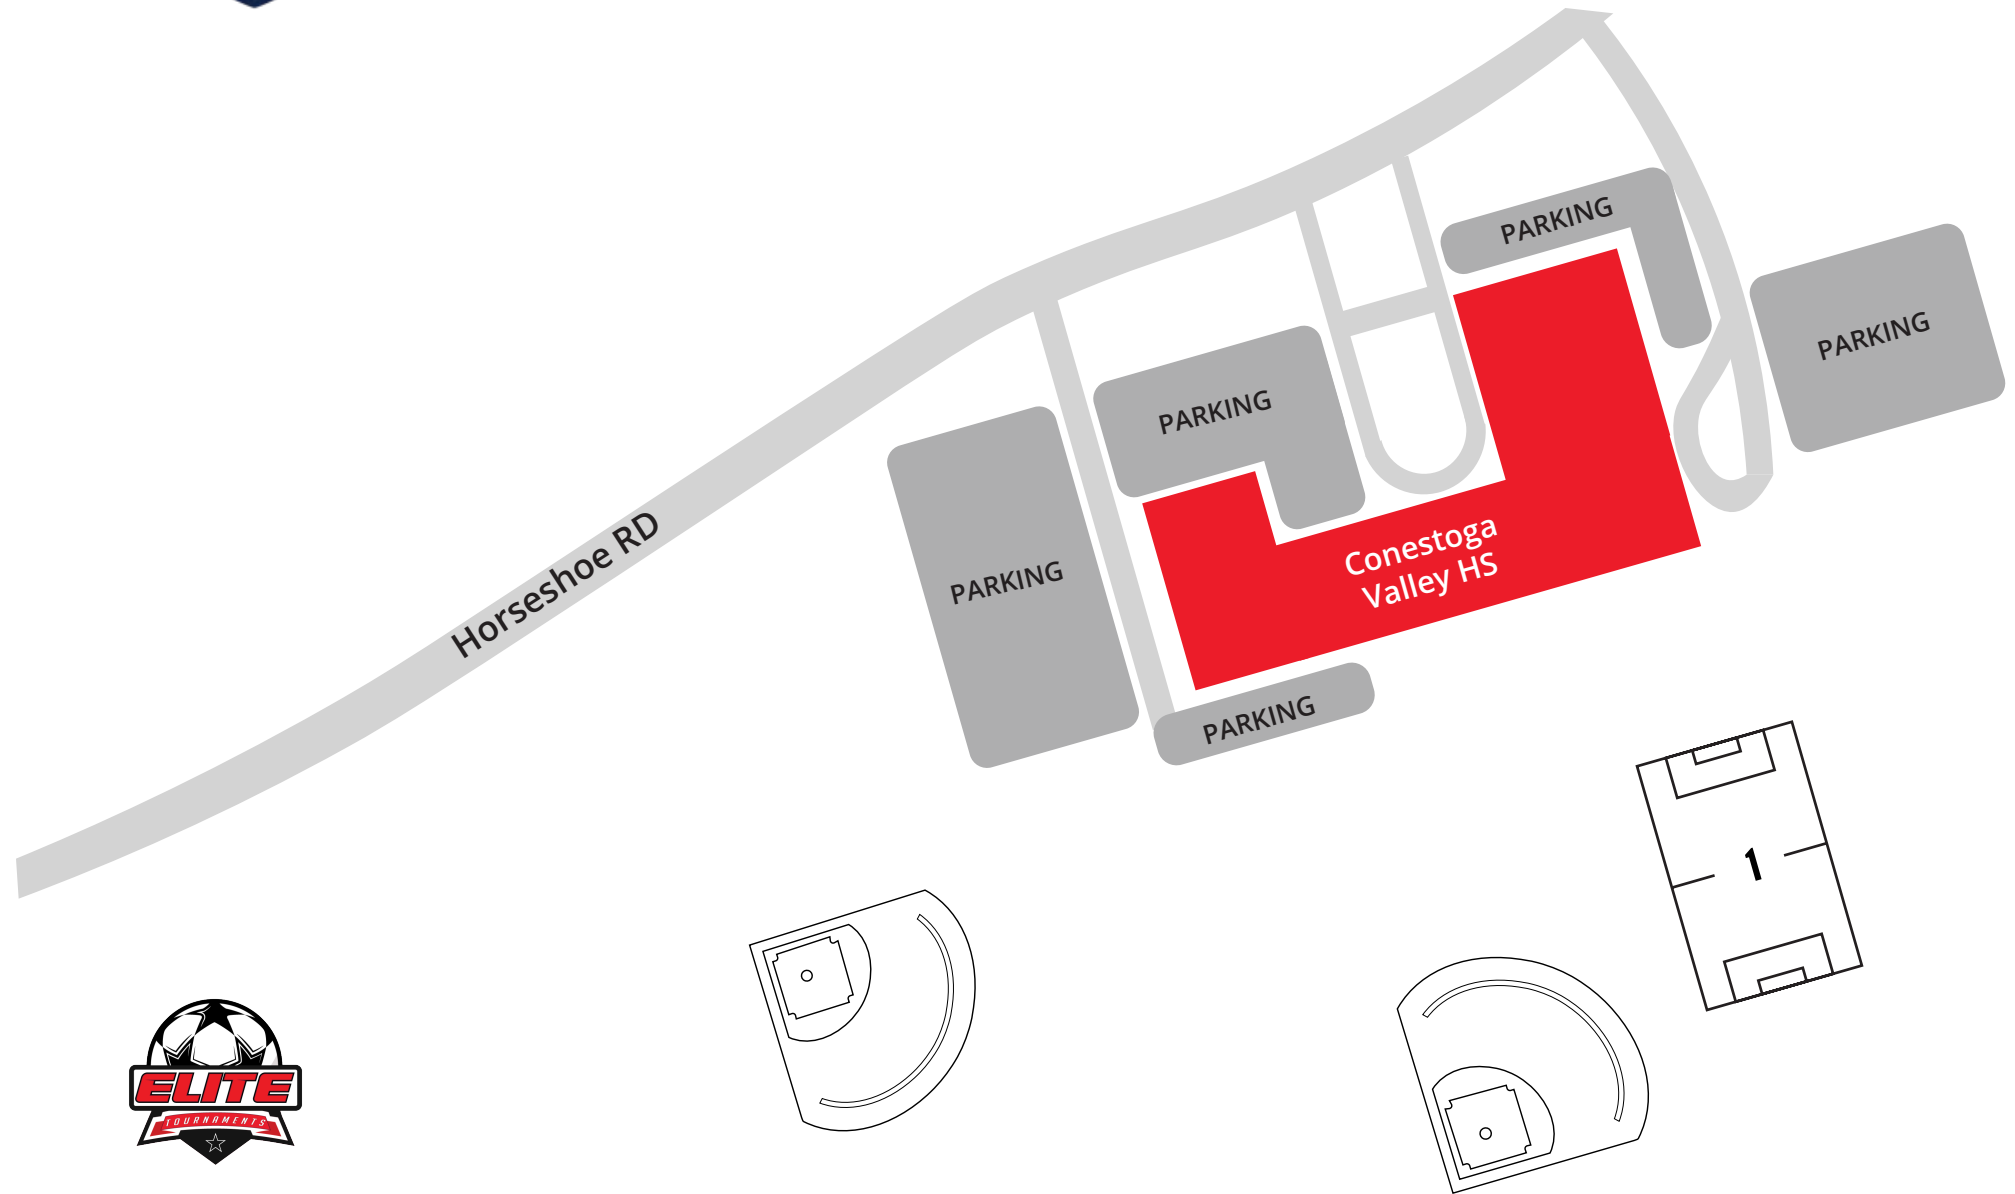 PARKING
PARKING
PARKING
PARKING
Conestoga
Valley HS
Horseshoe RD
PARKING
1
ELITE
TOURNAMENTS